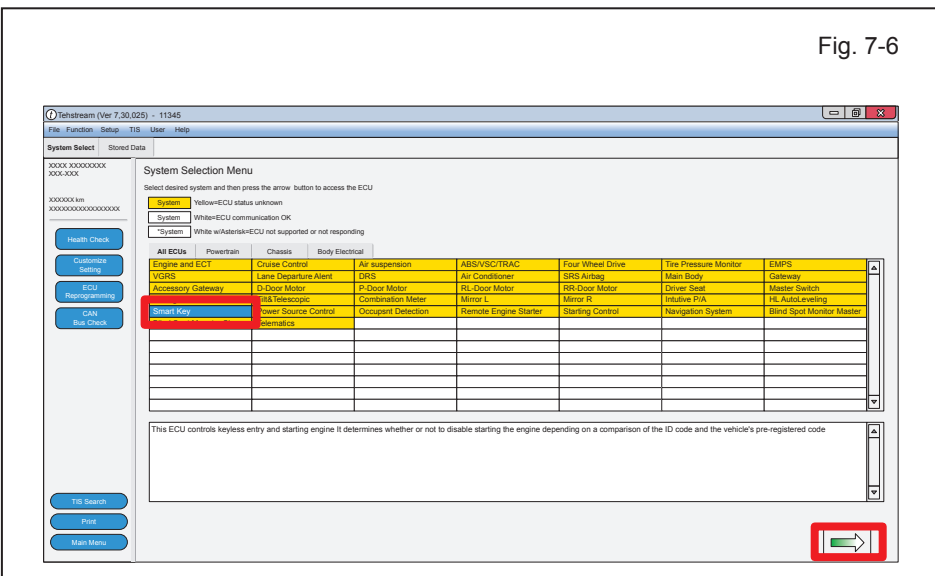 Fig. 7-6
Tehstream (Ver 7,30,025) - 11345
File Function Setup TIS User Help
System Select Stored Data
XXXX XXXXXXXX
XXX-XXX
XXXXXX km
XXXXXXXXXXXXXXXXX
Health Check
Customize
Setting
ECU
Reprogramming
CAN
Bus Check
TIS Search
Print
Main Menu
System Selection Menu
Select desired system and then press the arrow button to access the ECU
System Yellow=ECU status unknown
System White=ECU communication OK
*System White w/Asterisk=ECU not supported or not responding
All ECUs Powertrain Chassis Body Electrical
Engine and ECT Cruise Control Air suspension ABS/VSC/TRAC Four Wheel Drive Tire Pressure Monitor EMPS
VGRS Lane Departure Alent DRS Air Conditioner SRS Airbag Main Body Gateway
Accessory Gateway D-Door Motor P-Door Motor RL-Door Motor RR-Door Motor Driver Seat Master Switch
Tilt&Telescopic Combination Meter Mirror L Mirror R Intutive P/A HL AutoLeveling
Smart Key Power Source Control Occupsnt Detection Remote Engine Starter Starting Control Navigation System Blind Spot Monitor Master
Telematics
This ECU controls keyless entry and starting engine It determines whether or not to disable starting the engine depending on a comparison of the ID code and the vehicle's pre-registered code